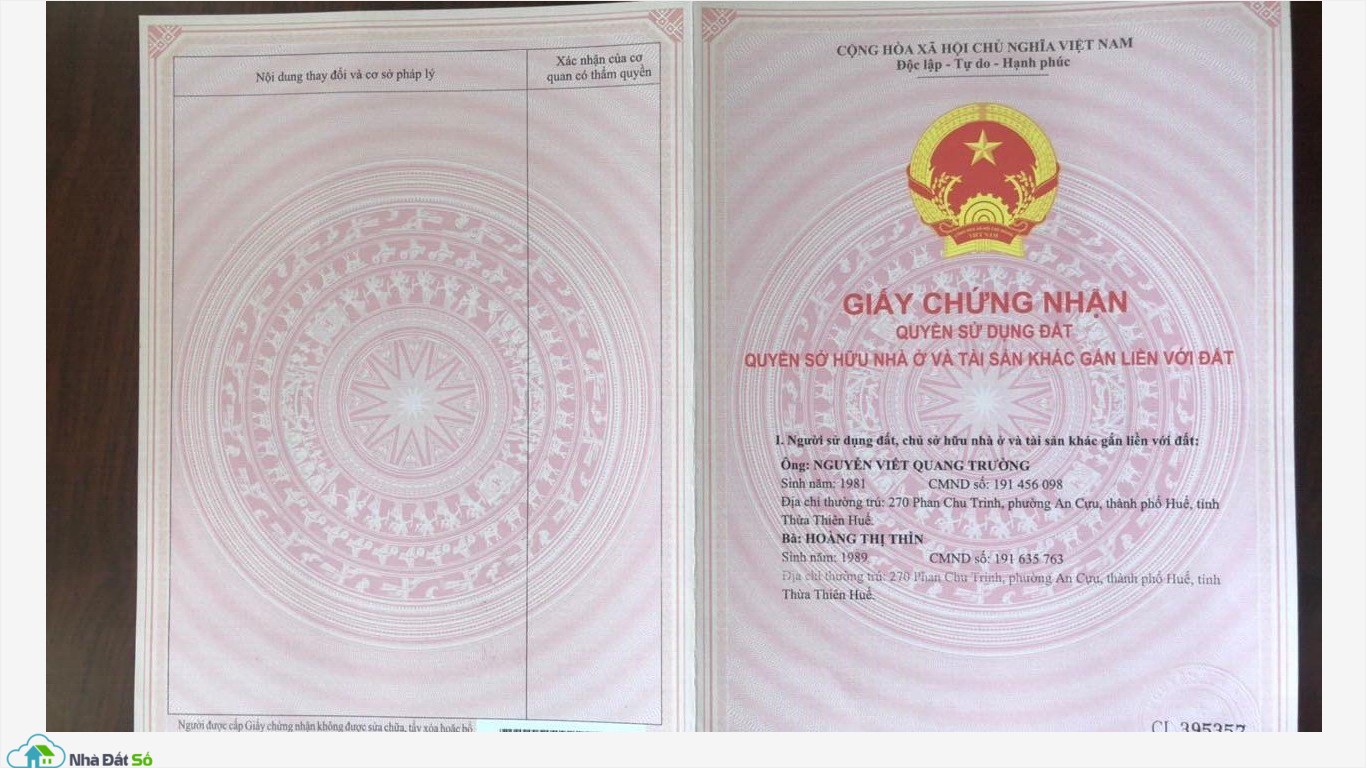 Nội dung thay đổi và cơ sở pháp lý
Xác nhận của cơ
quan có thẩm quyền
Người được cấp Giấy chứng nhận không được sửa chữa, tẩy xóa hoặc bổ
CỘNG HÒA XÃ HỘI CHỦ NGHĨA VIỆT NAM
Độc lập - Tự do - Hạnh phúc
VIỆT NAM
GIẤY CHỨNG NHẬN
QUYỀN SỬ DỤNG ĐẤT
QUYỀN SỞ HỮU NHÀ Ở VÀ TÀI SẢN KHÁC GẮN LIỀN VỚI ĐẤT
I. Người sử dụng đất, chủ sở hữu nhà ở và tài sản khác gắn liền với đất:
Ông: NGUYỄN VIẾT QUANG TRƯỜNG
Sinh năm: 1981 CMND số: 191 456 098
Địa chỉ thường trú: 270 Phan Chu Trinh, phường An Cựu, thành phố Huế, tỉnh
Thừa Thiên Huế.
Bà: HOÀNG THỊ THÌN
Sinh năm: 1989 CMND số: 191 635 763
Địa chỉ thường trú: 270 Phan Chu Trinh, phường An Cựu, thành phố Huế, tỉnh
Thừa Thiên Huế.
CL 395357
Nhà Đất Số